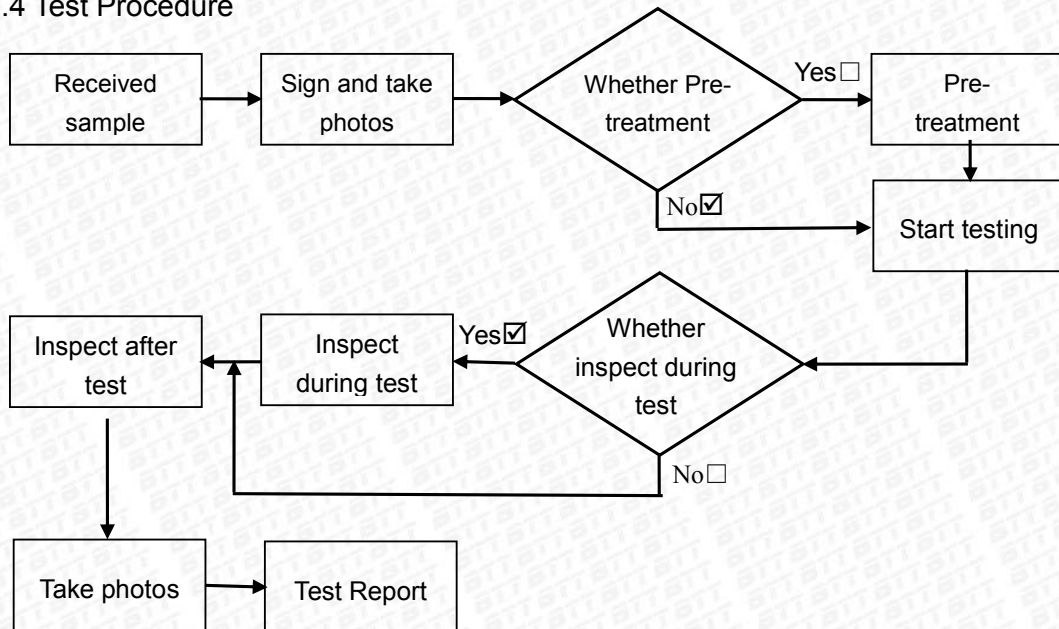 .4 Test Procedure
Received
sample
Sign and take
photos
Whether Pre-
treatment
Yes☐
Pre-
treatment
No☑
Start testing
Whether
inspect during
test
Yes☑
Inspect
during test
Inspect after
test
No☐
Take photos
Test Report